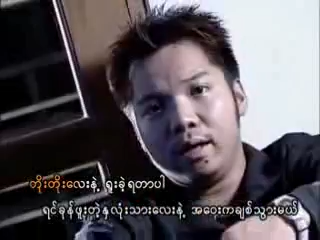 တိုးတိုးလေးနဲ့ ရူးခဲ့ရတာပါ
ရင်ခုန်ဖူးတဲ့နှလုံးသားလေးနဲ့ အဝေးကချစ်သွားမယ်